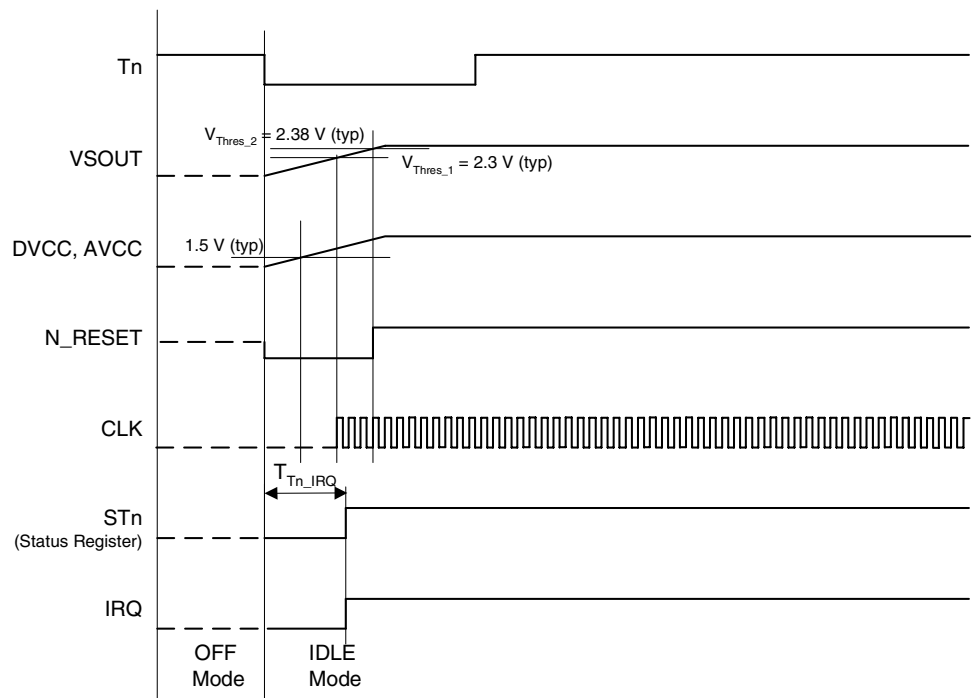 Tn
V_Thres_2 = 2.38 V (typ)
VSOUT
V_Thres_1 = 2.3 V (typ)
DVCC, AVCC
1.5 V (typ)
N_RESET
CLK
T_Tn_IRQ
STn
(Status Register)
IRQ
OFF
Mode
IDLE
Mode